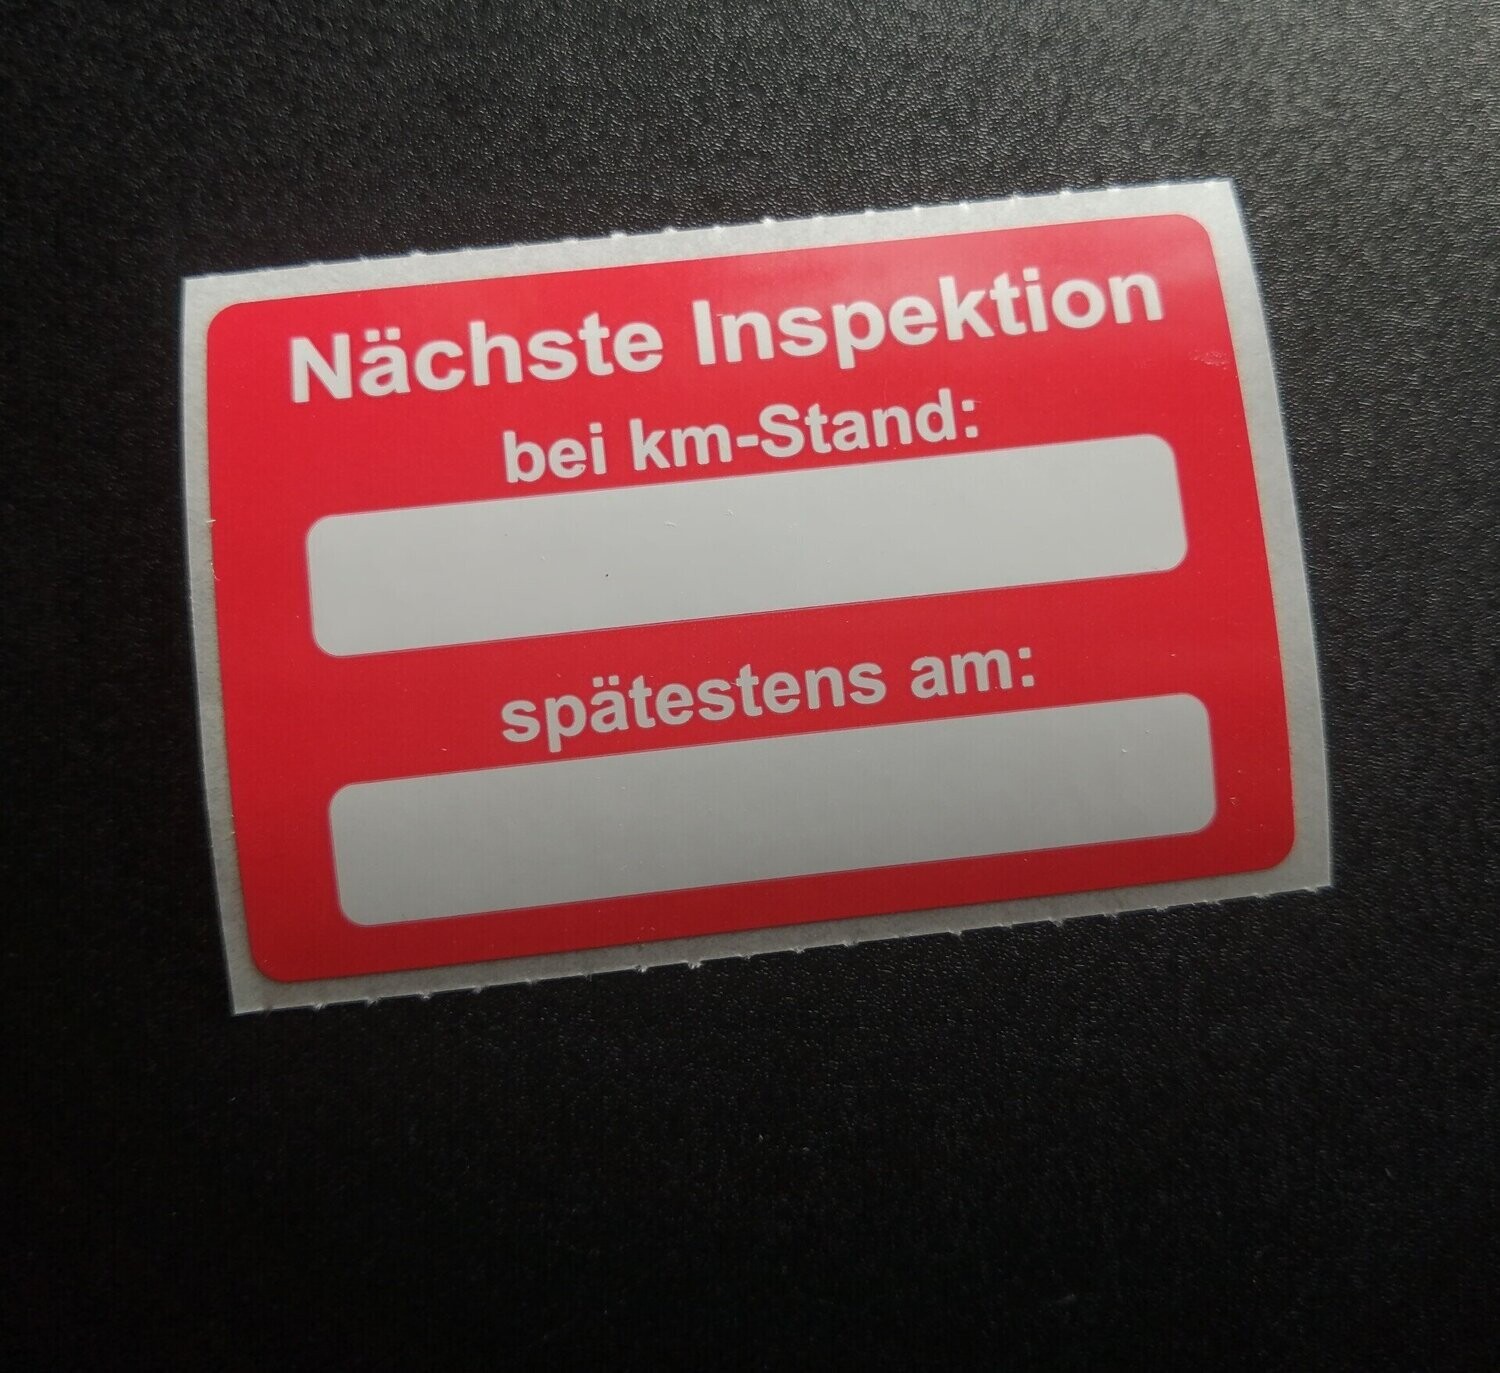 Nächste Inspektion
bei km-Stand:
spätestens am: